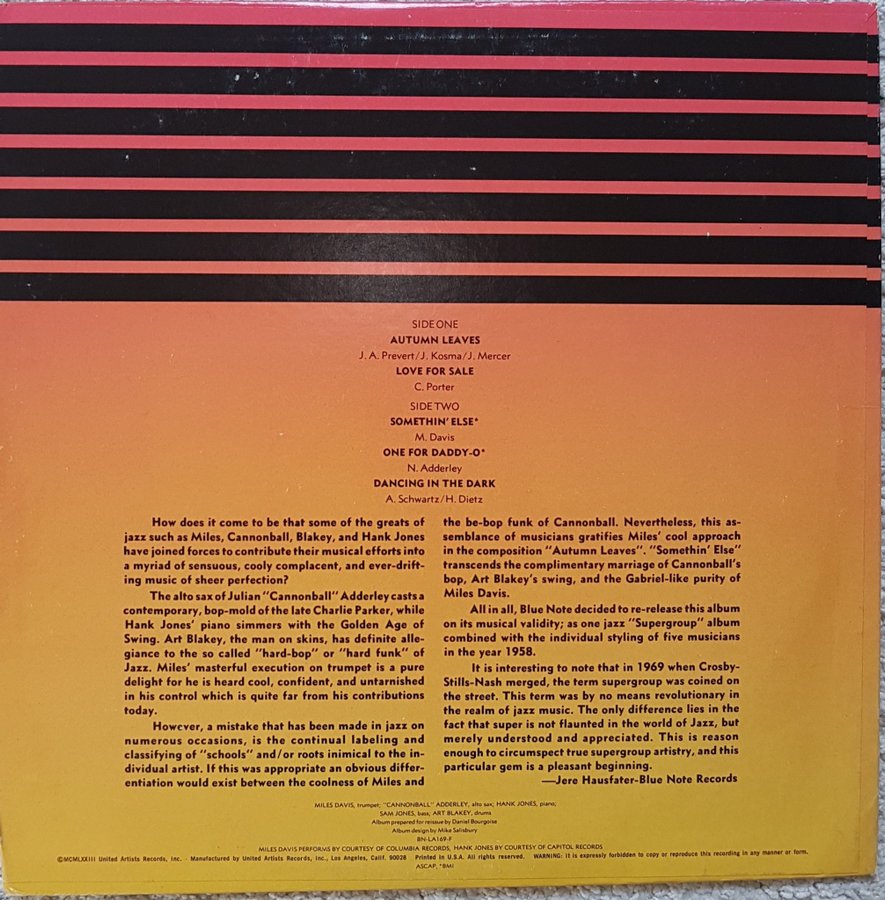 SIDE ONE
AUTUMN LEAVES
J. A. Prevert/J. Kosma/J. Mercer
LOVE FOR SALE
C. Porter
SIDE TWO
SOMETHIN' ELSE*
M. Davis
ONE FOR DADDY-O*
N. Adderley
DANCING IN THE DARK
A. Schwartz/H. Dietz
How does it come to be that some of the greats of
jazz such as Miles, Cannonball, Blakey, and Hank Jones
have joined forces to contribute their musical efforts into
a myriad of sensuous, cooly complacent, and ever-drift-
ing music of sheer perfection?
The alto sax of Julian "Cannonball" Adderley casts a
contemporary, bop-mold of the late Charlie Parker, while
Hank Jones' piano simmers with the Golden Age of
Swing. Art Blakey, the man on skins, has definite alle-
giance to the so called "hard-bop" or "hard funk" of
Jazz. Miles' masterful execution on trumpet is a pure
delight for he is heard cool, confident, and untarnished
in his control which is quite far from his contributions
today.
However, a mistake that has been made in jazz on
numerous occasions, is the continual labeling and
classifying of "schools" and/or roots inimical to the in-
dividual artist. If this was appropriate an obvious differ-
entiation would exist between the coolness of Miles and
the be-bop funk of Cannonball. Nevertheless, this as-
semblance of musicians gratifies Miles' cool approach
in the composition "Autumn Leaves". "Somethin' Else"
transcends the complimentary marriage of Cannonball's
bop, Art Blakey's swing, and the Gabriel-like purity of
Miles Davis.
All in all, Blue Note decided to re-release this album
on its musical validity; as one jazz "Supergroup" album
combined with the individual styling of five musicians
in the year 1958.
It is interesting to note that in 1969 when Crosby-
Stills-Nash merged, the term supergroup was coined on
the street. This term was by no means revolutionary in
the realm of jazz music. The only difference lies in the
fact that super is not flaunted in the world of Jazz, but
merely understood and appreciated. This is reason
enough to circumspect true supergroup artistry, and this
particular gem is a pleasant beginning.
—Jere Hausfater-Blue Note Records
MILES DAVIS, trumpet; "CANNONBALL" ADDERLEY, alto sax; HANK JONES, piano;
SAM JONES, bass; ART BLAKEY, drums
Album prepared for reissue by Daniel Bourgoise
Album design by Mike Salisbury
BN-LA169-F
MILES DAVIS PERFORMS BY COURTESY OF COLUMBIA RECORDS, HANK JONES BY COURTESY OF CAPITOL RECORDS
©MCMLXXIII United Artists Records, Inc. · Manufactured by United Artists Records, Inc., Los Angeles, Calif. 90028 Printed in U.S.A. All rights reserved. WARNING: It is expressly forbidden to copy or reproduce this recording in any manner or form.
ASCAP, *BMI